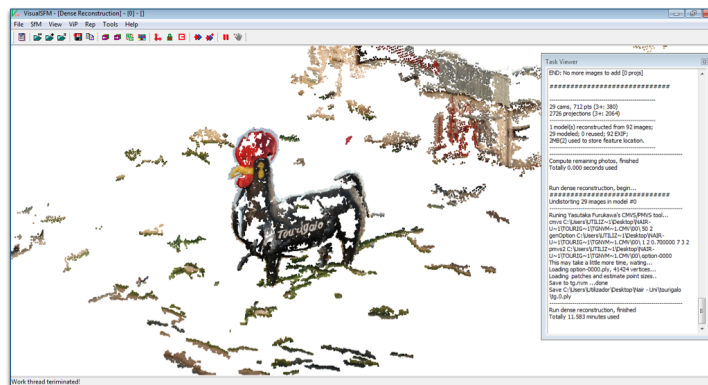 VisualSFM - [Dense Reconstruction] - [0] - []
File SfM View ViP Rep Tools Help
Task Viewer
END: No more images to add [0 projs]
##############################
----------------------------------------------------------------
29 cams, 712 pts (3+: 380)
2726 projections (3+: 2064)
----------------------------------------------------------------
1 model(s) reconstructed from 92 images;
29 modeled; 0 reused; 92 EXIF;
2MB(2) used to store feature location.
----------------------------------------------------------------
Compute remaining photos, finished
Totally 0.000 seconds used
Run dense reconstruction, begin...
##############################
Undistorting 29 images in model #0
----------------------------------------------------------------
Runing Yasutaka Furukawa's CMVS/PMVS tool...
cmvs C:\Users\UTILIZ~1\Desktop\NAIR-
U~1\TOURIG~1\TGNVM~1.CMV\00\ 50 2
genOption C:\Users\UTILIZ~1\Desktop\NAIR-
U~1\TOURIG~1\TGNVM~1.CMV\00\ 1 2 0.700000 7 3 2
pmvs2 C:\Users\UTILIZ~1\Desktop\NAIR-
U~1\TOURIG~1\TGNVM~1.CMV\00\ option-0000
This may take a little more time, wating...
Loading option-0000.ply, 41424 vertices...
Loading patches and estimate point sizes..
Save to tg.nvm ...done
Save C:\Users\Utilizador\Desktop\Nair - Uni\tourigalo
\tg.0.ply
----------------------------------------------------------------
Run dense reconstruction, finished
Totally 11.583 minutes used
TouriGalo
Work thread teriminated!